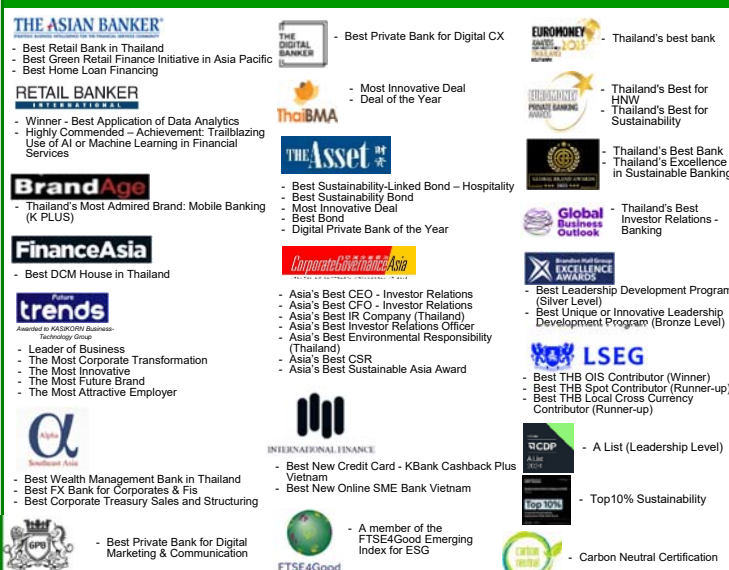 THE ASIAN BANKER®
- Best Retail Bank in Thailand
- Best Green Retail Finance Initiative in Asia Pacific
- Best Home Loan Financing
RETAIL BANKER
INTERNATIONAL
- Winner - Best Application of Data Analytics
- Highly Commended – Achievement: Trailblazing
Use of AI or Machine Learning in Financial
Services
BrandAge
- Thailand's Most Admired Brand: Mobile Banking
(K PLUS)
FinanceAsia
- Best DCM House in Thailand
Future
trends
Awarded to KASIKORN Business-
Technology Group
- Leader of Business
- The Most Corporate Transformation
- The Most Innovative
- The Most Future Brand
- The Most Attractive Employer
Alpha
Southeast Asia
- Best Wealth Management Bank in Thailand
- Best FX Bank for Corporates & Fis
- Best Corporate Treasury Sales and Structuring
GPB
- Best Private Bank for Digital
Marketing & Communication
THE
DIGITAL
BANKER
- Best Private Bank for Digital CX
ThaiBMA
- Most Innovative Deal
- Deal of the Year
THE Asset 財資
- Best Sustainability-Linked Bond – Hospitality
- Best Sustainability Bond
- Most Innovative Deal
- Best Bond
- Digital Private Bank of the Year
CorporateGovernanceAsia
- Asia's Best CEO - Investor Relations
- Asia's Best CFO - Investor Relations
- Asia's Best IR Company (Thailand)
- Asia's Best Investor Relations Officer
- Asia's Best Environmental Responsibility
(Thailand)
- Asia's Best CSR
- Asia's Best Sustainable Asia Award
INTERNATIONAL FINANCE
- Best New Credit Card - KBank Cashback Plus
Vietnam
- Best New Online SME Bank Vietnam
FTSE4Good
- A member of the
FTSE4Good Emerging
Index for ESG
EUROMONEY
AWARDS
2025
THAILAND
- Thailand's best bank
EUROMONEY
PRIVATE BANKING
AWARDS
- Thailand's Best for
HNW
- Thailand's Best for
Sustainability
GLOBAL BRAND AWARDS
- Thailand's Best Bank
- Thailand's Excellence
in Sustainable Banking
Global
Business
Outlook
- Thailand's Best
Investor Relations -
Banking
Brandon Hall Group
EXCELLENCE
AWARDS
- Best Leadership Development Program
(Silver Level)
- Best Unique or Innovative Leadership
Development Program (Bronze Level)
LSEG
- Best THB OIS Contributor (Winner)
- Best THB Spot Contributor (Runner-up)
- Best THB Local Cross Currency
Contributor (Runner-up)
CDP
A List
2024
- A List (Leadership Level)
Top 10%
- Top10% Sustainability
carbon
neutral
- Carbon Neutral Certification